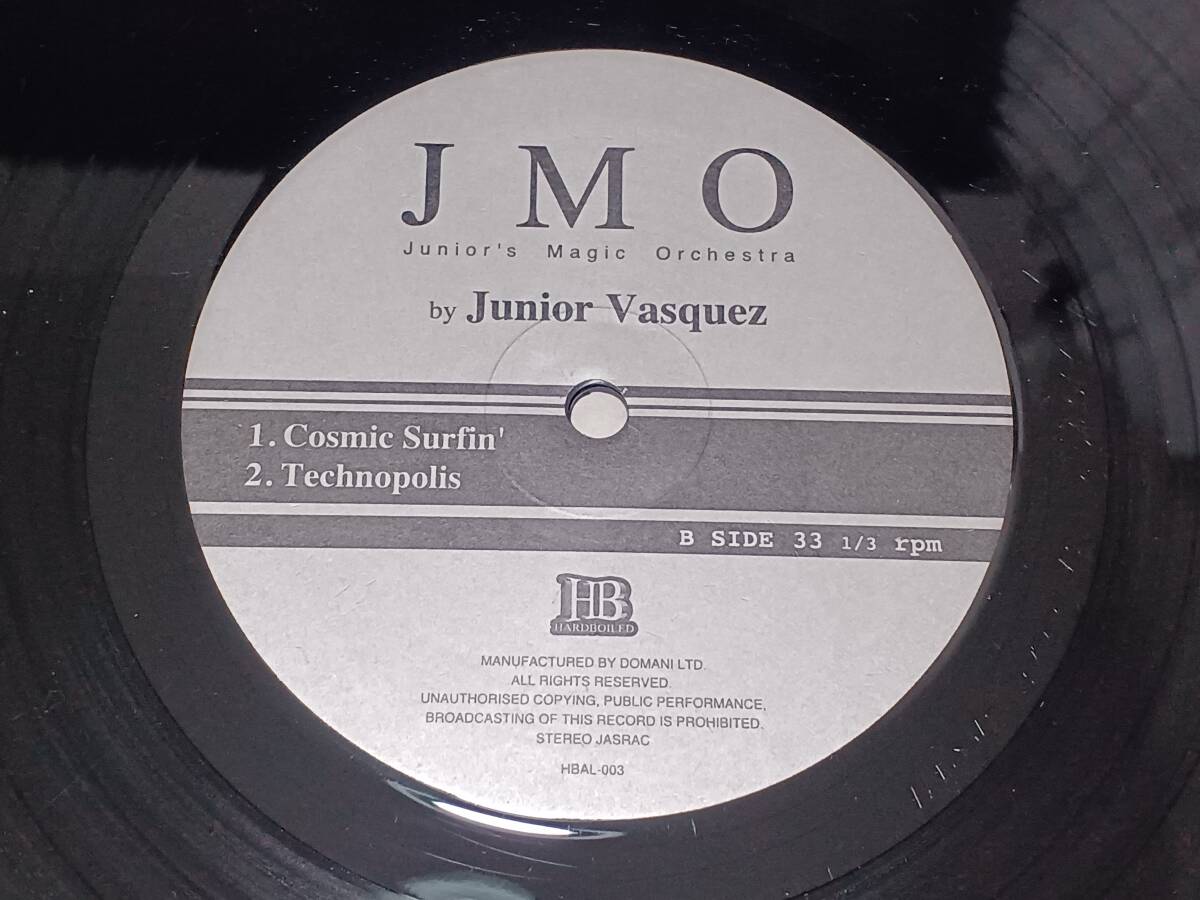 J M O
Junior's Magic Orchestra
by Junior Vasquez
1. Cosmic Surfin'
2. Technopolis
B SIDE 33 1/3 rpm
HB
HARDBOILED
MANUFACTURED BY DOMANI LTD.
ALL RIGHTS RESERVED.
UNAUTHORISED COPYING, PUBLIC PERFORMANCE,
BROADCASTING OF THIS RECORD IS PROHIBITED.
STEREO JASRAC
HBAL-003